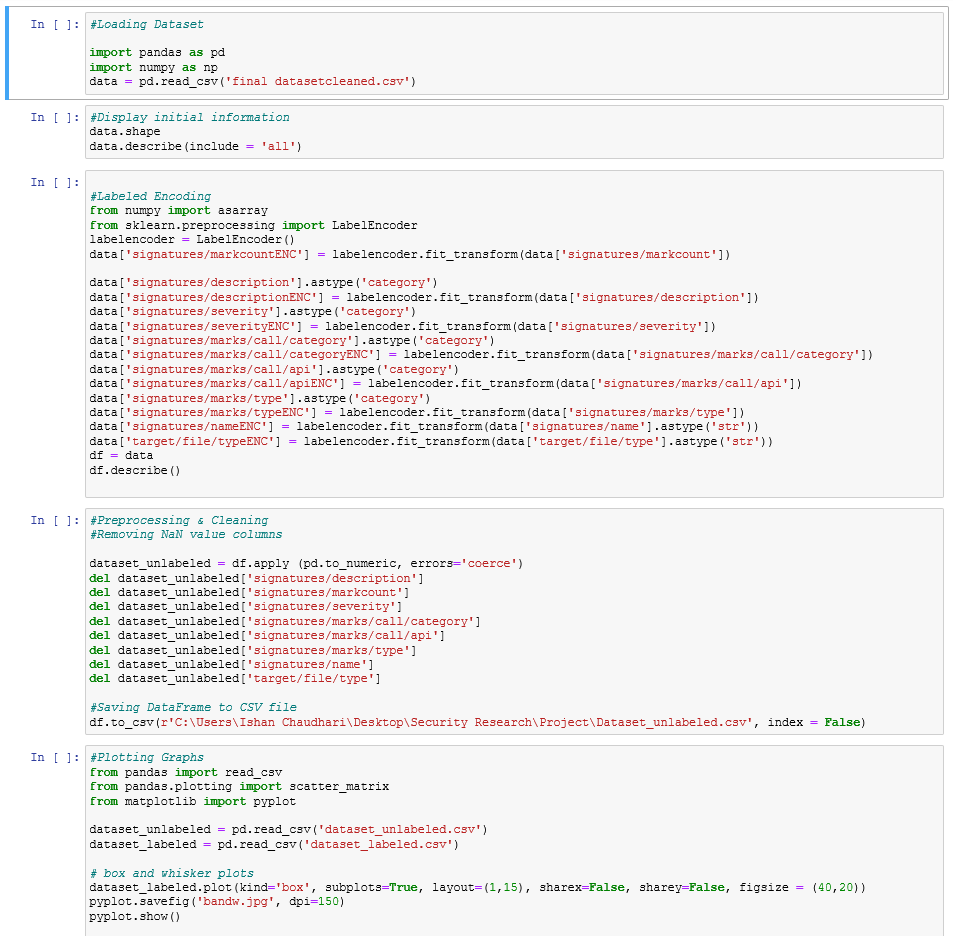 In [ ]: #Loading Dataset
import pandas as pd
import numpy as np
data = pd.read_csv('final datasetcleaned.csv')
In [ ]: #Display initial information
data.shape
data.describe(include = 'all')
In [ ]:
#Labeled Encoding
from numpy import asarray
from sklearn.preprocessing import LabelEncoder
labelencoder = LabelEncoder()
data['signatures/markcountENC'] = labelencoder.fit_transform(data['signatures/markcount'])
data['signatures/description'].astype('category')
data['signatures/descriptionENC'] = labelencoder.fit_transform(data['signatures/description'])
data['signatures/severity'].astype('category')
data['signatures/severityENC'] = labelencoder.fit_transform(data['signatures/severity'])
data['signatures/marks/call/category'].astype('category')
data['signatures/marks/call/categoryENC'] = labelencoder.fit_transform(data['signatures/marks/call/category'])
data['signatures/marks/call/api'].astype('category')
data['signatures/marks/call/apiENC'] = labelencoder.fit_transform(data['signatures/marks/call/api'])
data['signatures/marks/type'].astype('category')
data['signatures/marks/typeENC'] = labelencoder.fit_transform(data['signatures/marks/type'])
data['signatures/nameENC'] = labelencoder.fit_transform(data['signatures/name'].astype('str'))
data['target/file/typeENC'] = labelencoder.fit_transform(data['target/file/type'].astype('str'))
df = data
df.describe()
In [ ]: #Preprocessing & Cleaning
#Removing NaN value columns
dataset_unlabeled = df.apply (pd.to_numeric, errors='coerce')
del dataset_unlabeled['signatures/description']
del dataset_unlabeled['signatures/markcount']
del dataset_unlabeled['signatures/severity']
del dataset_unlabeled['signatures/marks/call/category']
del dataset_unlabeled['signatures/marks/call/api']
del dataset_unlabeled['signatures/marks/type']
del dataset_unlabeled['signatures/name']
del dataset_unlabeled['target/file/type']
#Saving DataFrame to CSV file
df.to_csv(r'C:\Users\Ishan Chaudhari\Desktop\Security Research\Project\Dataset_unlabeled.csv', index = False)
In [ ]: #Plotting Graphs
from pandas import read_csv
from pandas.plotting import scatter_matrix
from matplotlib import pyplot
dataset_unlabeled = pd.read_csv('dataset_unlabeled.csv')
dataset_labeled = pd.read_csv('dataset_labeled.csv')
# box and whisker plots
dataset_labeled.plot(kind='box', subplots=True, layout=(1,15), sharex=False, sharey=False, figsize = (40,20))
pyplot.savefig('bandw.jpg', dpi=150)
pyplot.show()